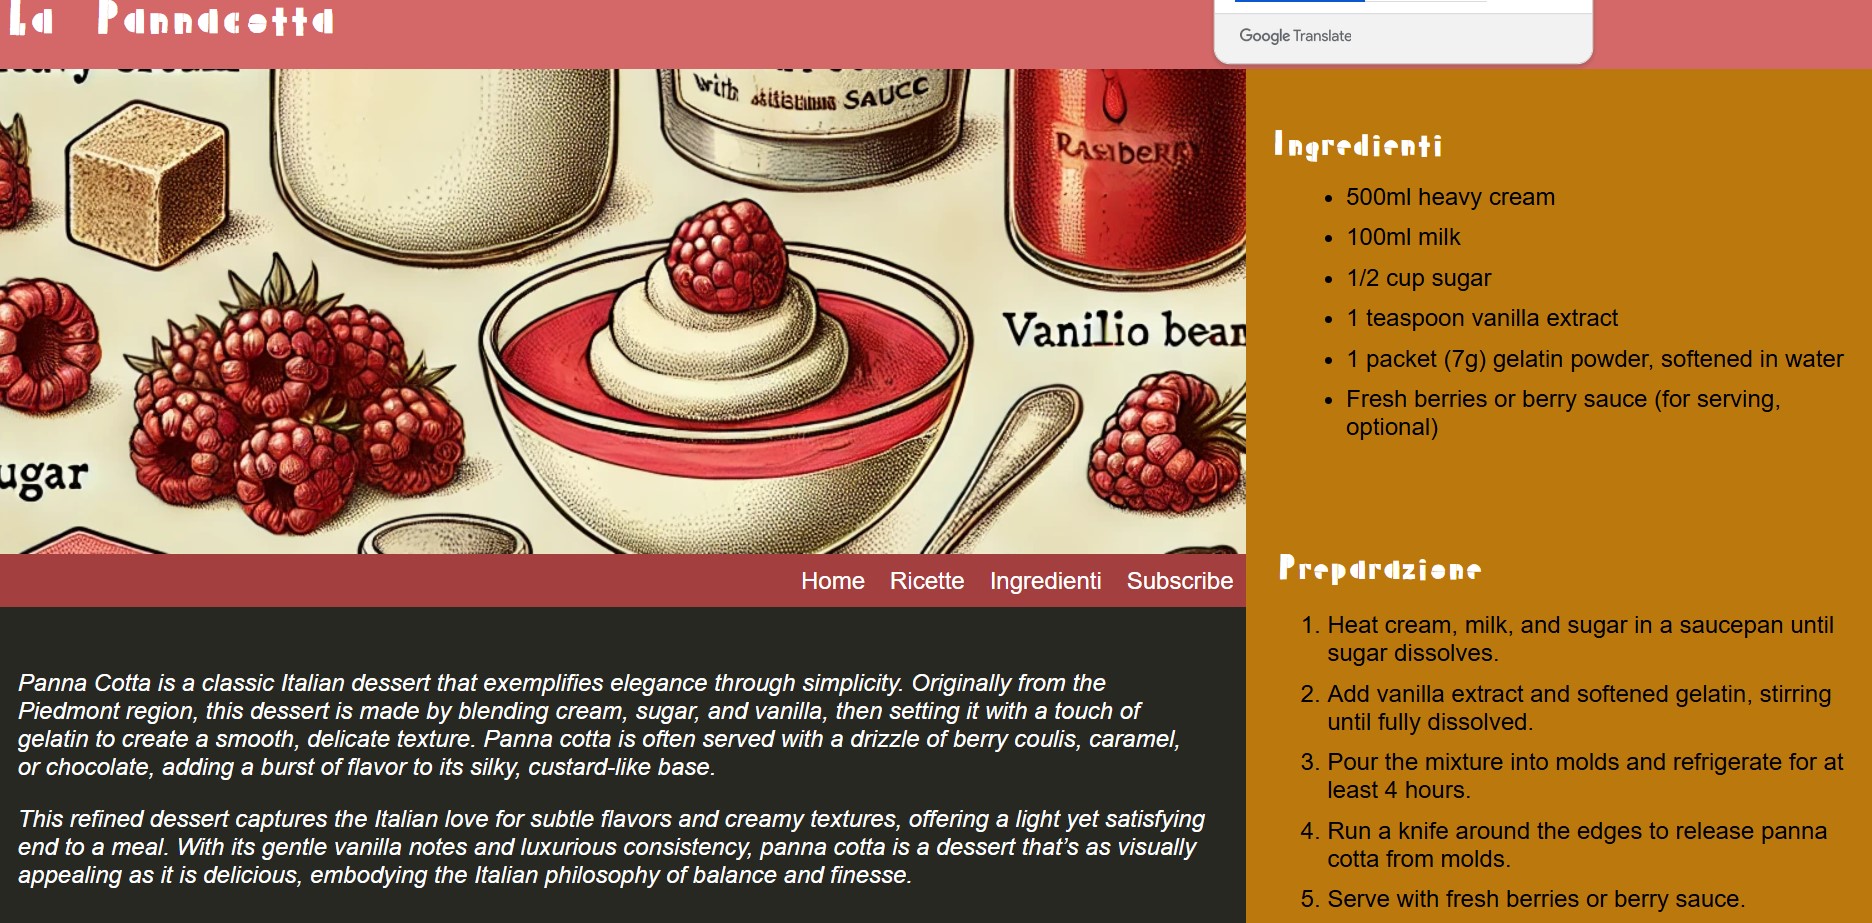 La Pannacotta
Google Translate
with SAUCC
RASIbeRRY
Vanilio bean
ugar
Home Ricette Ingredienti Subscribe
Panna Cotta is a classic Italian dessert that exemplifies elegance through simplicity. Originally from the
Piedmont region, this dessert is made by blending cream, sugar, and vanilla, then setting it with a touch of
gelatin to create a smooth, delicate texture. Panna cotta is often served with a drizzle of berry coulis, caramel,
or chocolate, adding a burst of flavor to its silky, custard-like base.
This refined dessert captures the Italian love for subtle flavors and creamy textures, offering a light yet satisfying
end to a meal. With its gentle vanilla notes and luxurious consistency, panna cotta is a dessert that’s as visually
appealing as it is delicious, embodying the Italian philosophy of balance and finesse.
Ingredienti
• 500ml heavy cream
• 100ml milk
• 1/2 cup sugar
• 1 teaspoon vanilla extract
• 1 packet (7g) gelatin powder, softened in water
• Fresh berries or berry sauce (for serving,
optional)
Preparazione
1. Heat cream, milk, and sugar in a saucepan until
sugar dissolves.
2. Add vanilla extract and softened gelatin, stirring
until fully dissolved.
3. Pour the mixture into molds and refrigerate for at
least 4 hours.
4. Run a knife around the edges to release panna
cotta from molds.
5. Serve with fresh berries or berry sauce.